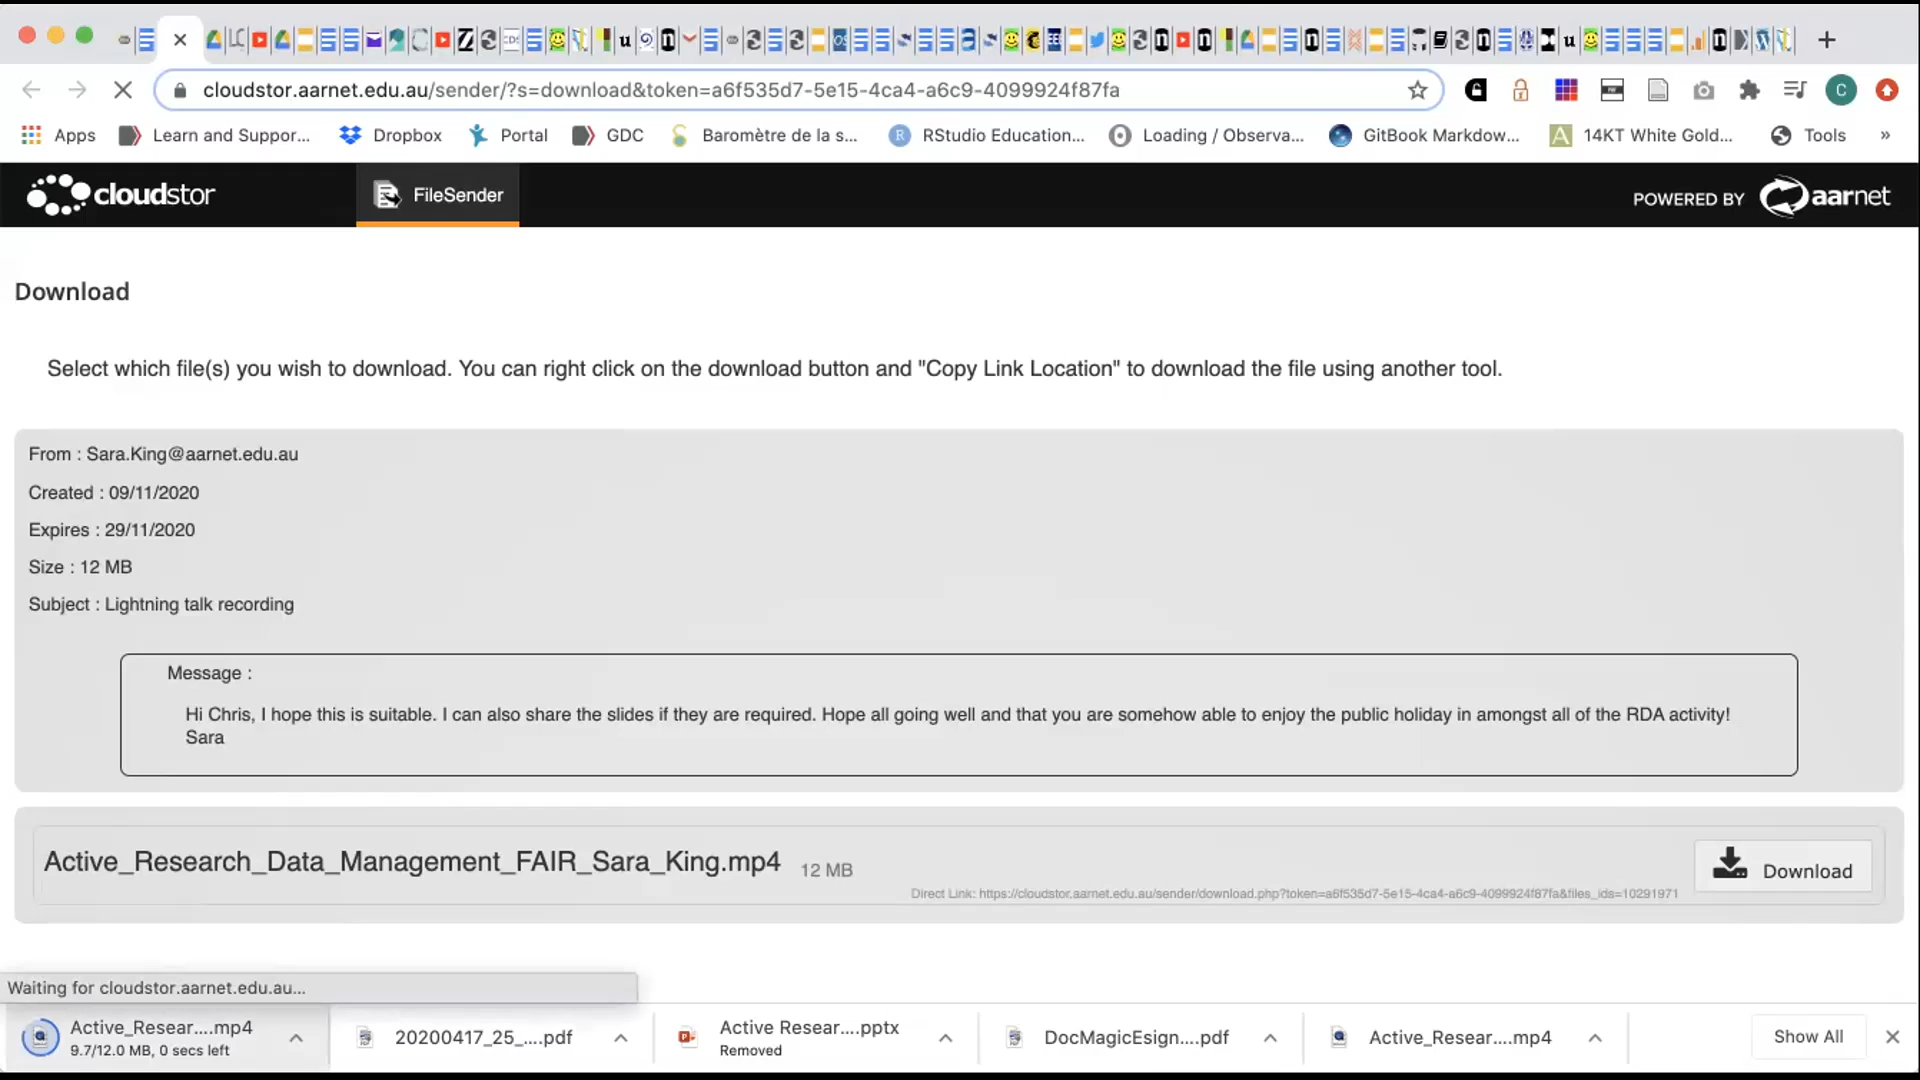 cloudstor.aarnet.edu.au/sender/?s=download&token=a6f535d7-5e15-4ca4-a6c9-4099924f87fa
Apps
Learn and Suppor...
Dropbox
Portal
GDC
Baromètre de la s...
RStudio Education...
Loading / Observa...
GitBook Markdow...
14KT White Gold...
Tools
»
cloudstor
FileSender
POWERED BY aarnet
Download
Select which file(s) you wish to download. You can right click on the download button and "Copy Link Location" to download the file using another tool.
From : Sara.King@aarnet.edu.au
Created : 09/11/2020
Expires : 29/11/2020
Size : 12 MB
Subject : Lightning talk recording
Message :
Hi Chris, I hope this is suitable. I can also share the slides if they are required. Hope all going well and that you are somehow able to enjoy the public holiday in amongst all of the RDA activity!
Sara
Active_Research_Data_Management_FAIR_Sara_King.mp4 12 MB
Download
Direct Link: https://cloudstor.aarnet.edu.au/sender/download.php?token=a6f535d7-5e15-4ca4-a6c9-4099924f87fa&files_ids=10291971
Waiting for cloudstor.aarnet.edu.au...
Active_Resear....mp4
9.7/12.0 MB, 0 secs left
20200417_25_....pdf
Active Resear....pptx
Removed
DocMagicEsign....pdf
Active_Resear....mp4
Show All